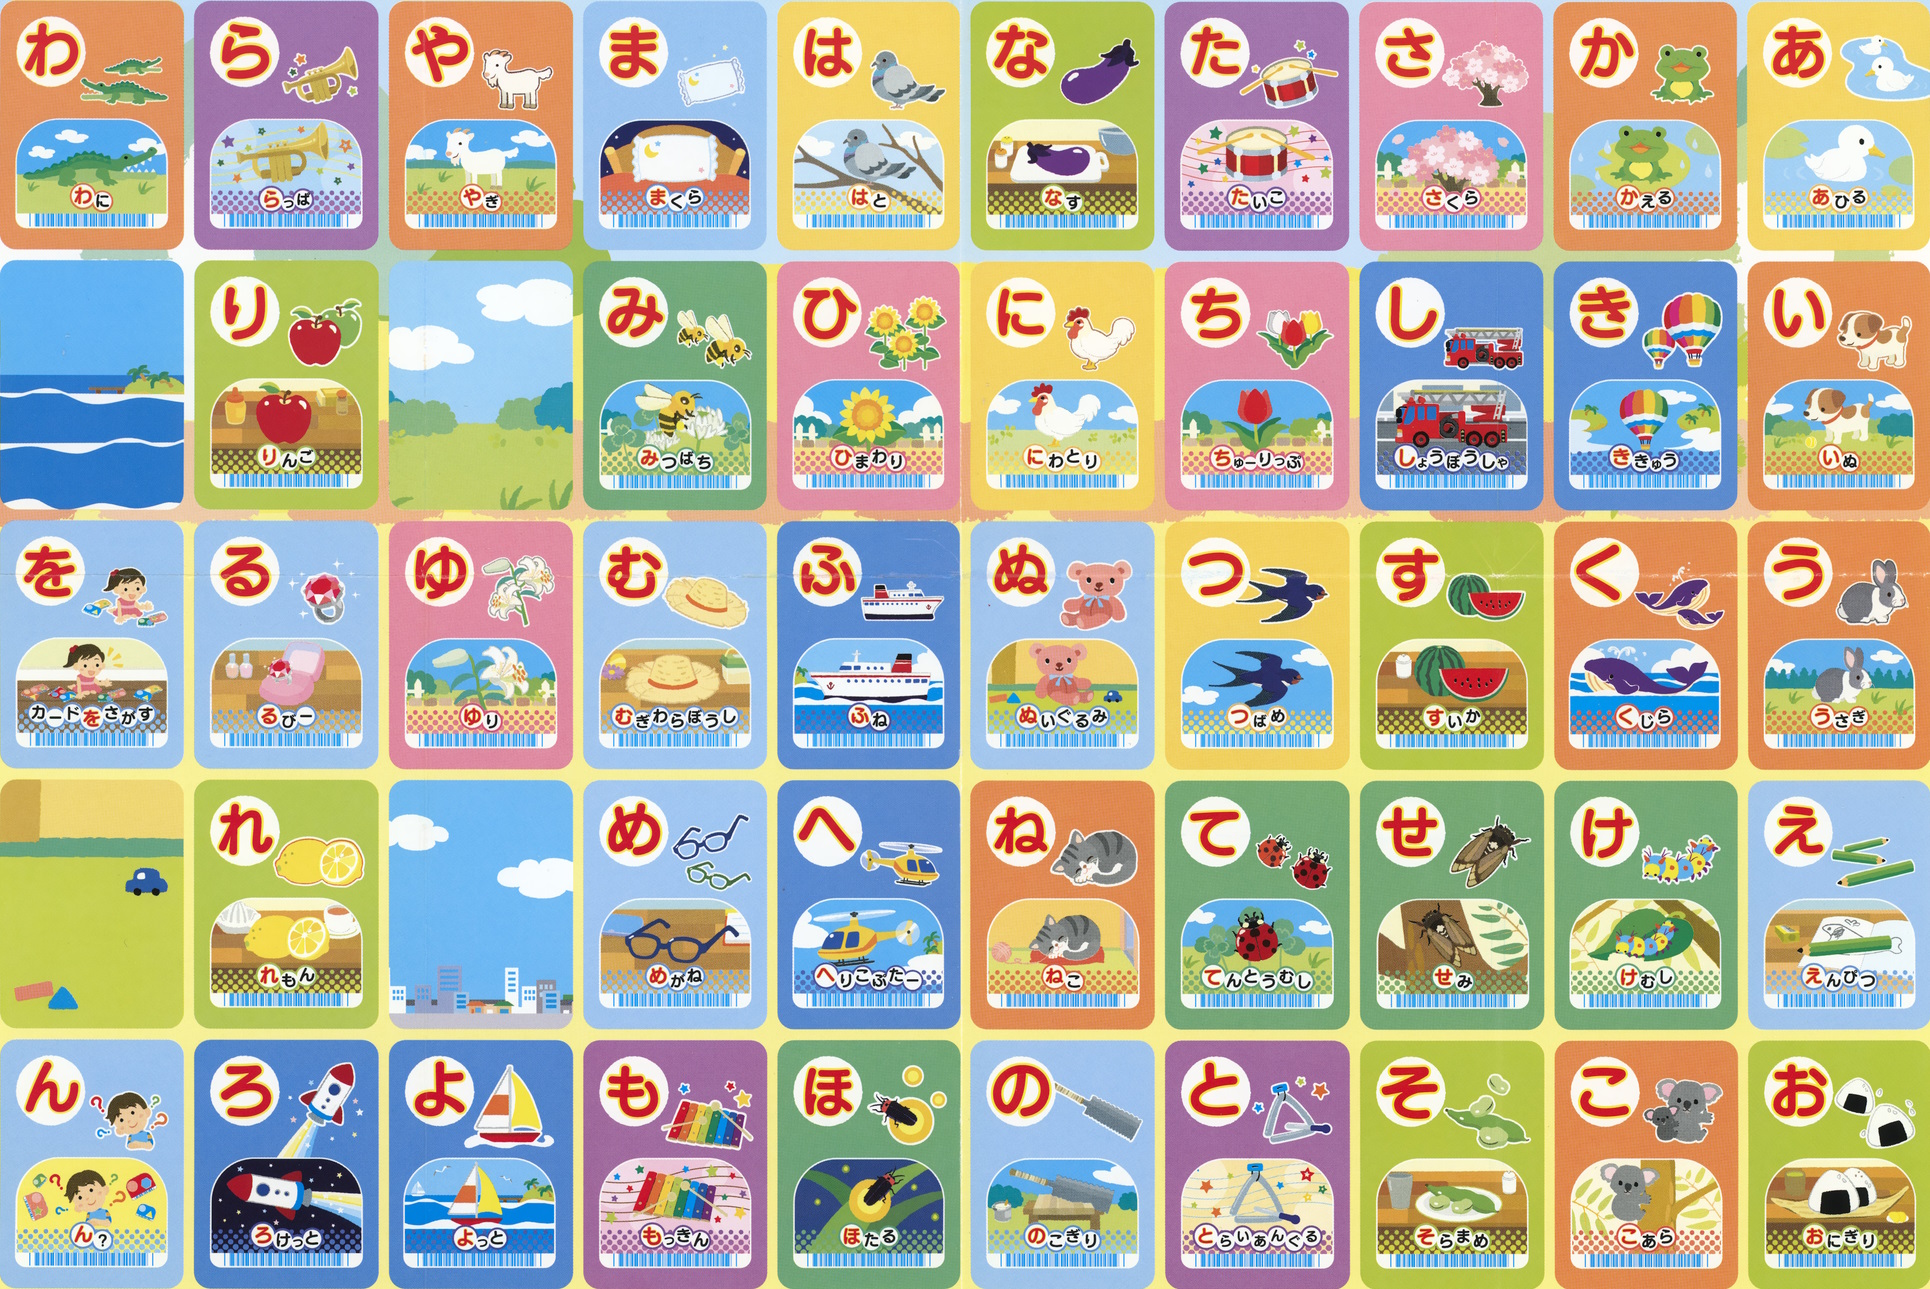 あ
あひる
い
いぬ
う
うさぎ
え
えんぴつ
お
おにぎり
か
かえる
き
ききゅう
く
くじら
け
けむし
こ
こあら
さ
さくら
し
しょうぼうしゃ
す
すいか
せ
せみ
そ
そらまめ
た
たいこ
ち
ちゅーりっぷ
つ
つばめ
て
てんとうむし
と
とらいあんぐる
な
なす
に
にわとり
ぬ
ぬいぐるみ
ね
ねこ
の
のこぎり
は
はと
ひ
ひまわり
ふ
ふね
へ
へりこぷたー
ほ
ほたる
ま
まくら
み
みつばち
む
むぎわらぼうし
め
めがね
も
もっきん
や
やぎ
ゆ
ゆり
よ
よっと
ら
らっぱ
り
りんご
る
るびー
れ
れもん
ろ
ろけっと
わ
わに
を
カードをさがす
ん
ん?